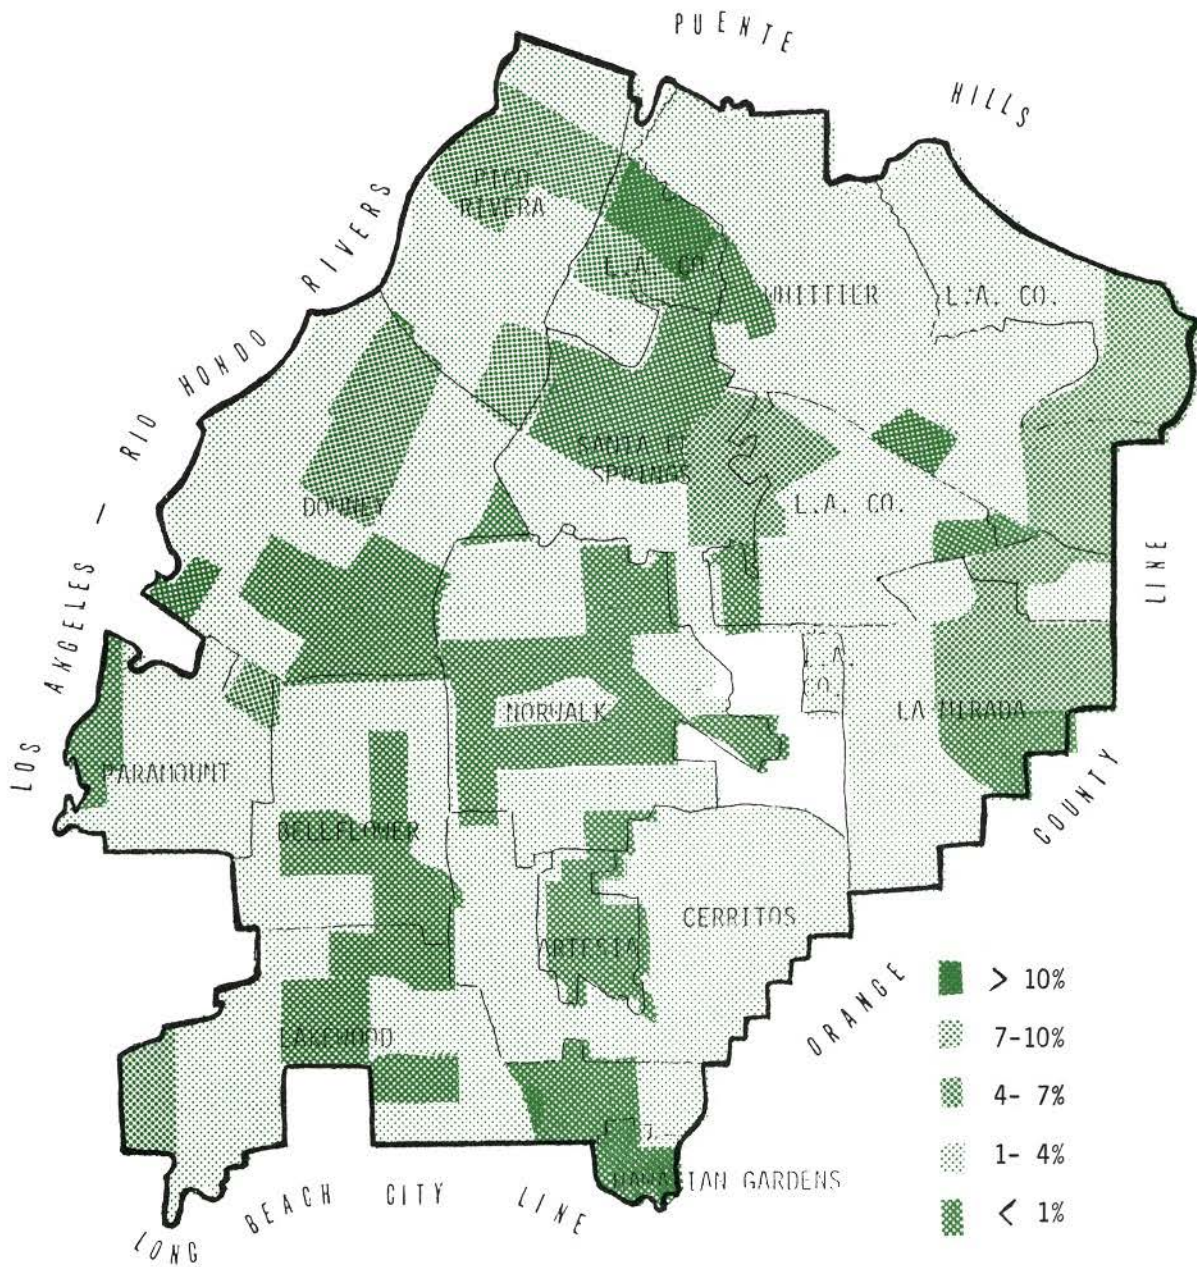 PUENTE HILLS
LOS ANGELES — RIO HONDO RIVERS
PICO
RIVERA
L.A. CO
WHITTIER
L.A. CO.
SANTA FE
SPRINGS
DOWNEY
L.A. CO.
LINE
L.A.
CO.
NORWALK
LA MIRADA
PARAMOUNT
COUNTY
BELLFLOWER
CERRITOS
ARTESIA
ORANGE
> 10%
LAKEWOOD
7-10%
4- 7%
1- 4%
GARDENS
< 1%
LONG BEACH CITY LINE